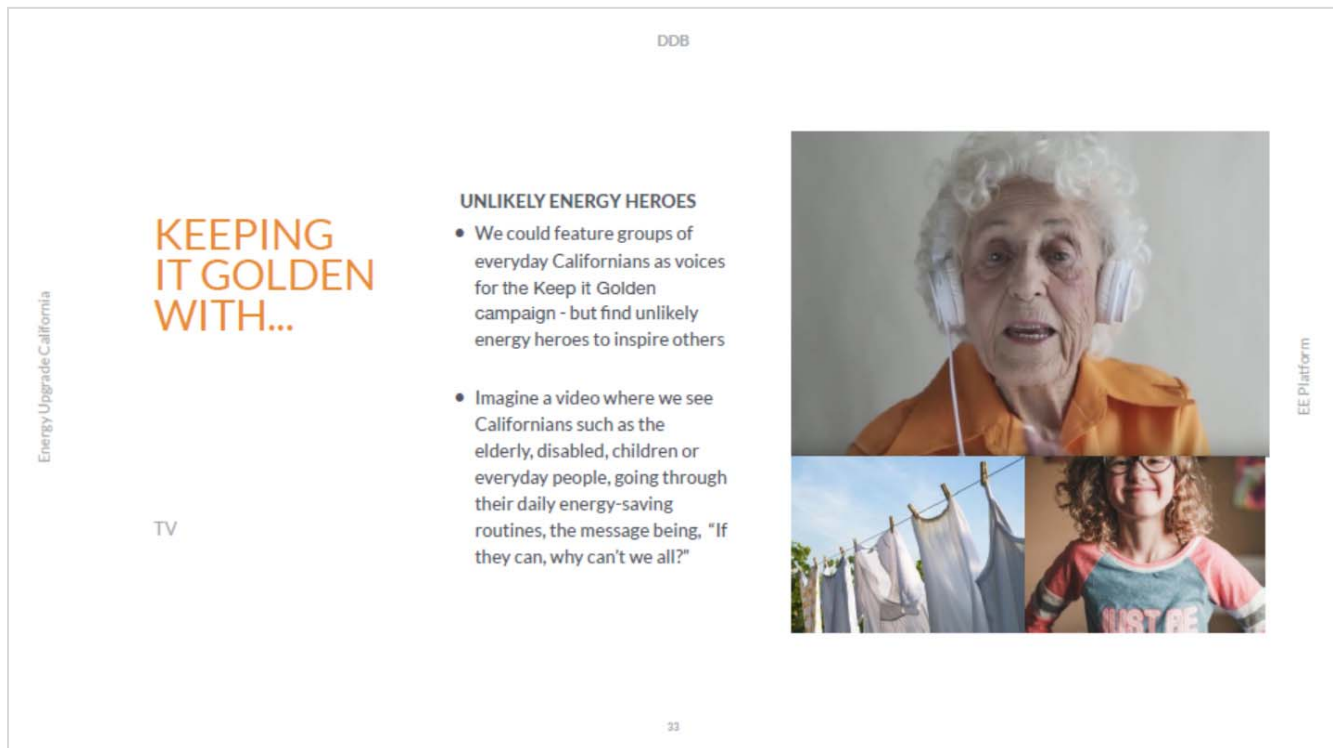 DDB
Energy Upgrade California
KEEPING
IT GOLDEN
WITH...
TV
UNLIKELY ENERGY HEROES
• We could feature groups of
everyday Californians as voices
for the Keep it Golden
campaign - but find unlikely
energy heroes to inspire others
• Imagine a video where we see
Californians such as the
elderly, disabled, children or
everyday people, going through
their daily energy-saving
routines, the message being, “If
they can, why can't we all?"
JUST BE
EE Platform
33